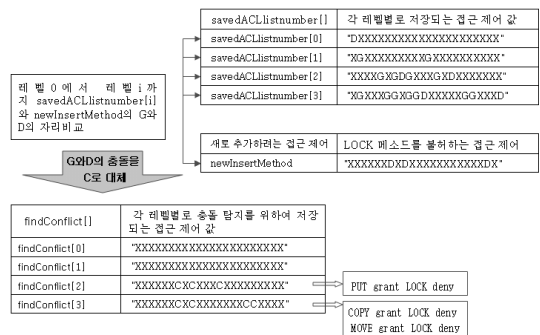 savedACLlistnumber[] 각 레벨별로 저장되는 접근 제어 값
savedACLlistnumber[0] "DXXXXXXXXXXXXXXXXXXXXX"
savedACLlistnumber[1] "XGXXXXXXXXXGXXXXXXXXXX"
savedACLlistnumber[2] "XXXXGXGDGXXXGXDXXXXXXX"
savedACLlistnumber[3] "XGXXXGGXGGDXXXXXGGXXXD"
레 벨 0 에 서 레 벨 i 까
지 savedACLlistnumber[i]
와 newInsertMethod의 G와
D의 자리비교
새로 추가하려는 접근 제어 LOCK 메소드를 불허하는 접근 제어
newInsertMethod "XXXXXXDXDXXXXXXXXXXXDX"
G와D의 충돌을
C로 대체
findConflict[] 각 레벨별로 충돌 탐지를 위하여 저장
되는 접근 제어 값
findConflict[0] "XXXXXXXXXXXXXXXXXXXXXX"
findConflict[1] "XXXXXXXXXXXXXXXXXXXXXX"
findConflict[2] "XXXXXXCXCXXXCXXXXXXXXX"
findConflict[3] "XXXXXXCXCXXXXXXXCCXXXX"
PUT grant LOCK deny
COPY grant LOCK deny
MOVE grant LOCK deny